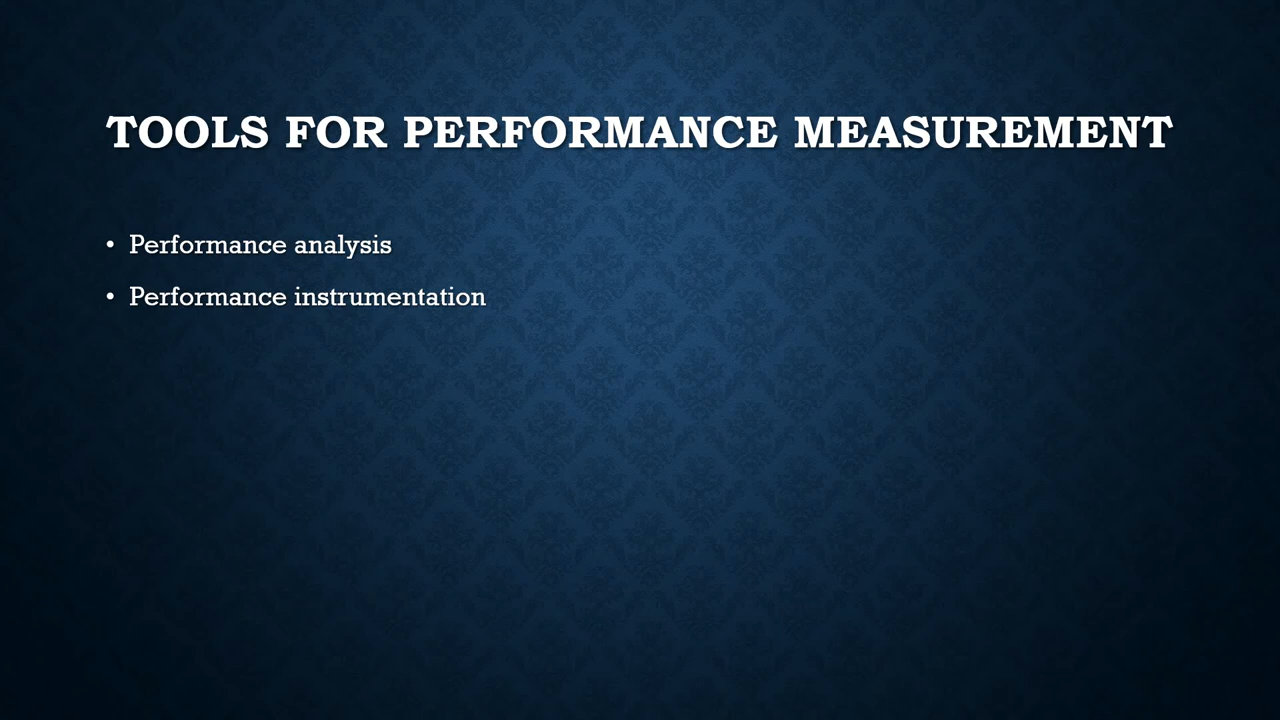 TOOLS FOR PERFORMANCE MEASUREMENT
• Performance analysis
• Performance instrumentation